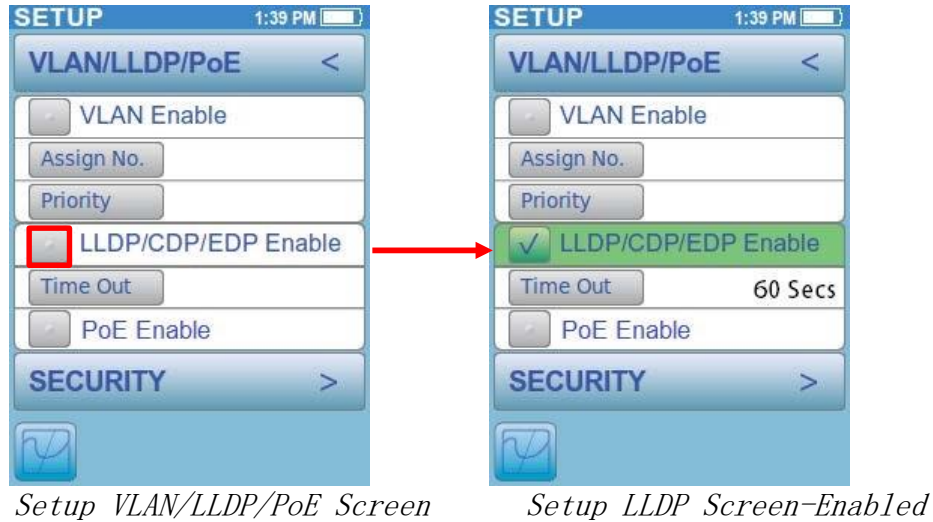 SETUP 1:39 PM
VLAN/LLDP/PoE <
VLAN Enable
Assign No.
Priority
LLDP/CDP/EDP Enable
Time Out
PoE Enable
SECURITY >
Setup VLAN/LLDP/PoE Screen
SETUP 1:39 PM
VLAN/LLDP/PoE <
VLAN Enable
Assign No.
Priority
LLDP/CDP/EDP Enable
Time Out 60 Secs
PoE Enable
SECURITY >
Setup LLDP Screen-Enabled